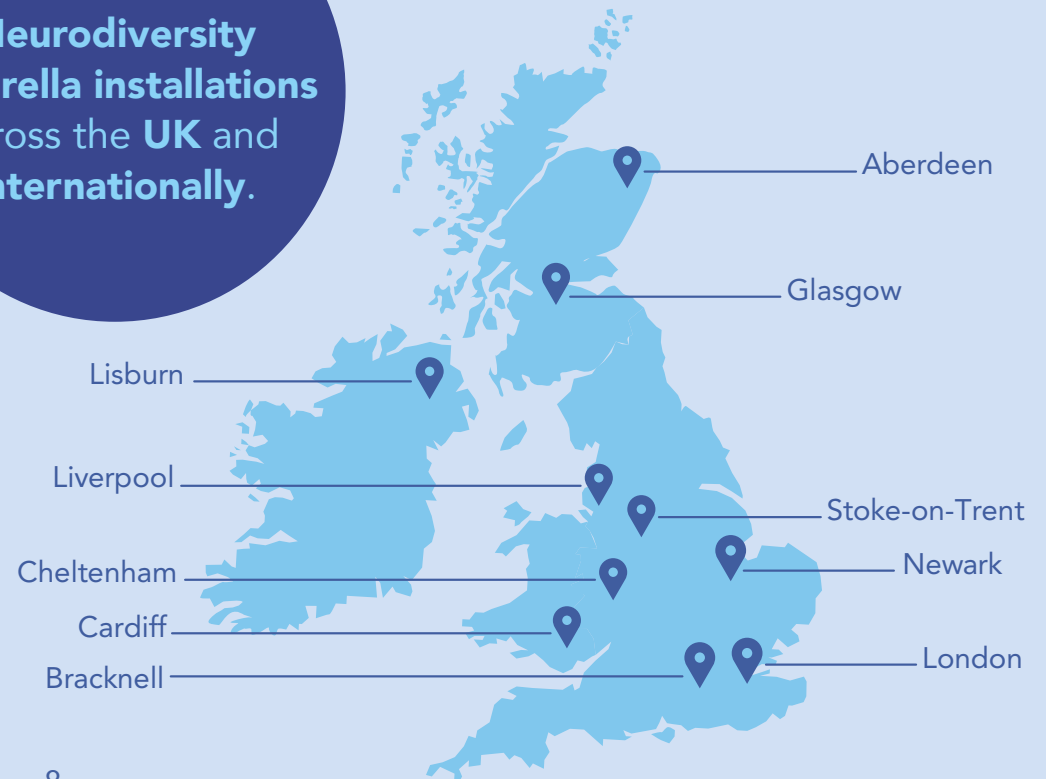 eurodiversity
rella installations
ross the UK and
nternationally.
Aberdeen
Glasgow
Lisburn
Liverpool
Stoke-on-Trent
Newark
Cheltenham
Cardiff
London
Bracknell